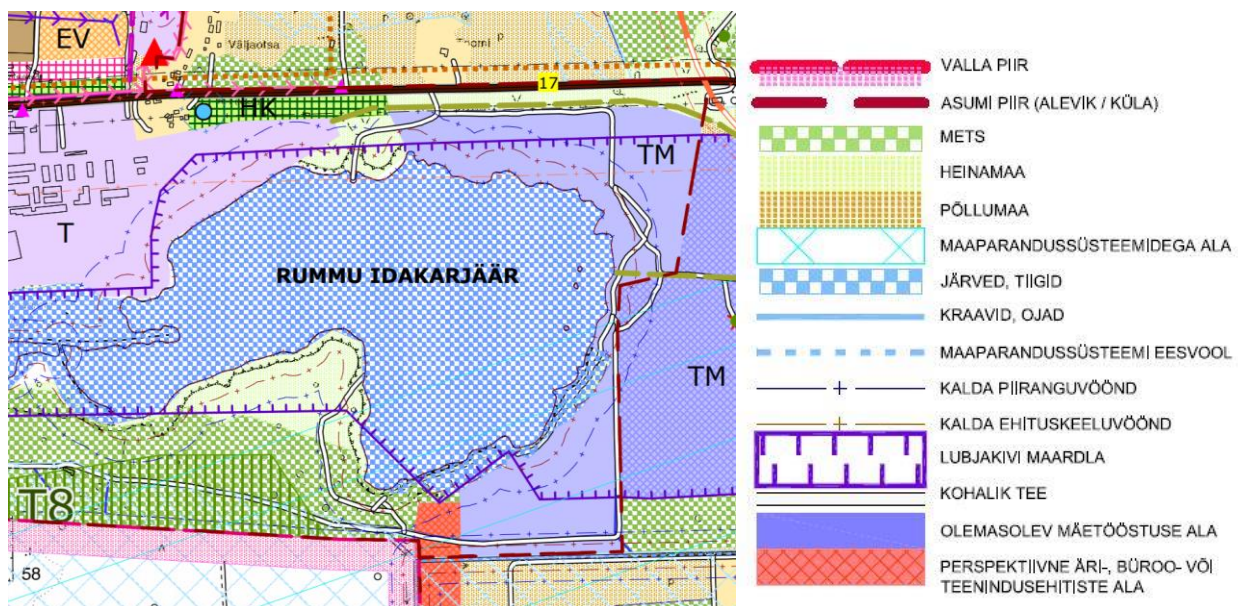 EV
Väljaotsa
Toomi
17
HK
TM
T
RUMMU IDAKARJÄÄR
TM
T8
58
VALLA PIIR
ASUMI PIIR (ALEVIK / KÜLA)
METS
HEINAMAA
PÕLLUMAA
MAAPARANDUSSÜSTEEMIDEGA ALA
JÄRVED, TIIGID
KRAAVID, OJAD
MAAPARANDUSSÜSTEEMI EESVOOL
KALDA PIIRANGUVÖÖND
KALDA EHITUSKEELUVÖÖND
LUBJAKIVI MAARDLA
KOHALIK TEE
OLEMASOLEV MÄETÖÖSTUSE ALA
PERSPEKTIIVNE ÄRI-, BÜROO- VÕI
TEENINDUSEHITISTE ALA